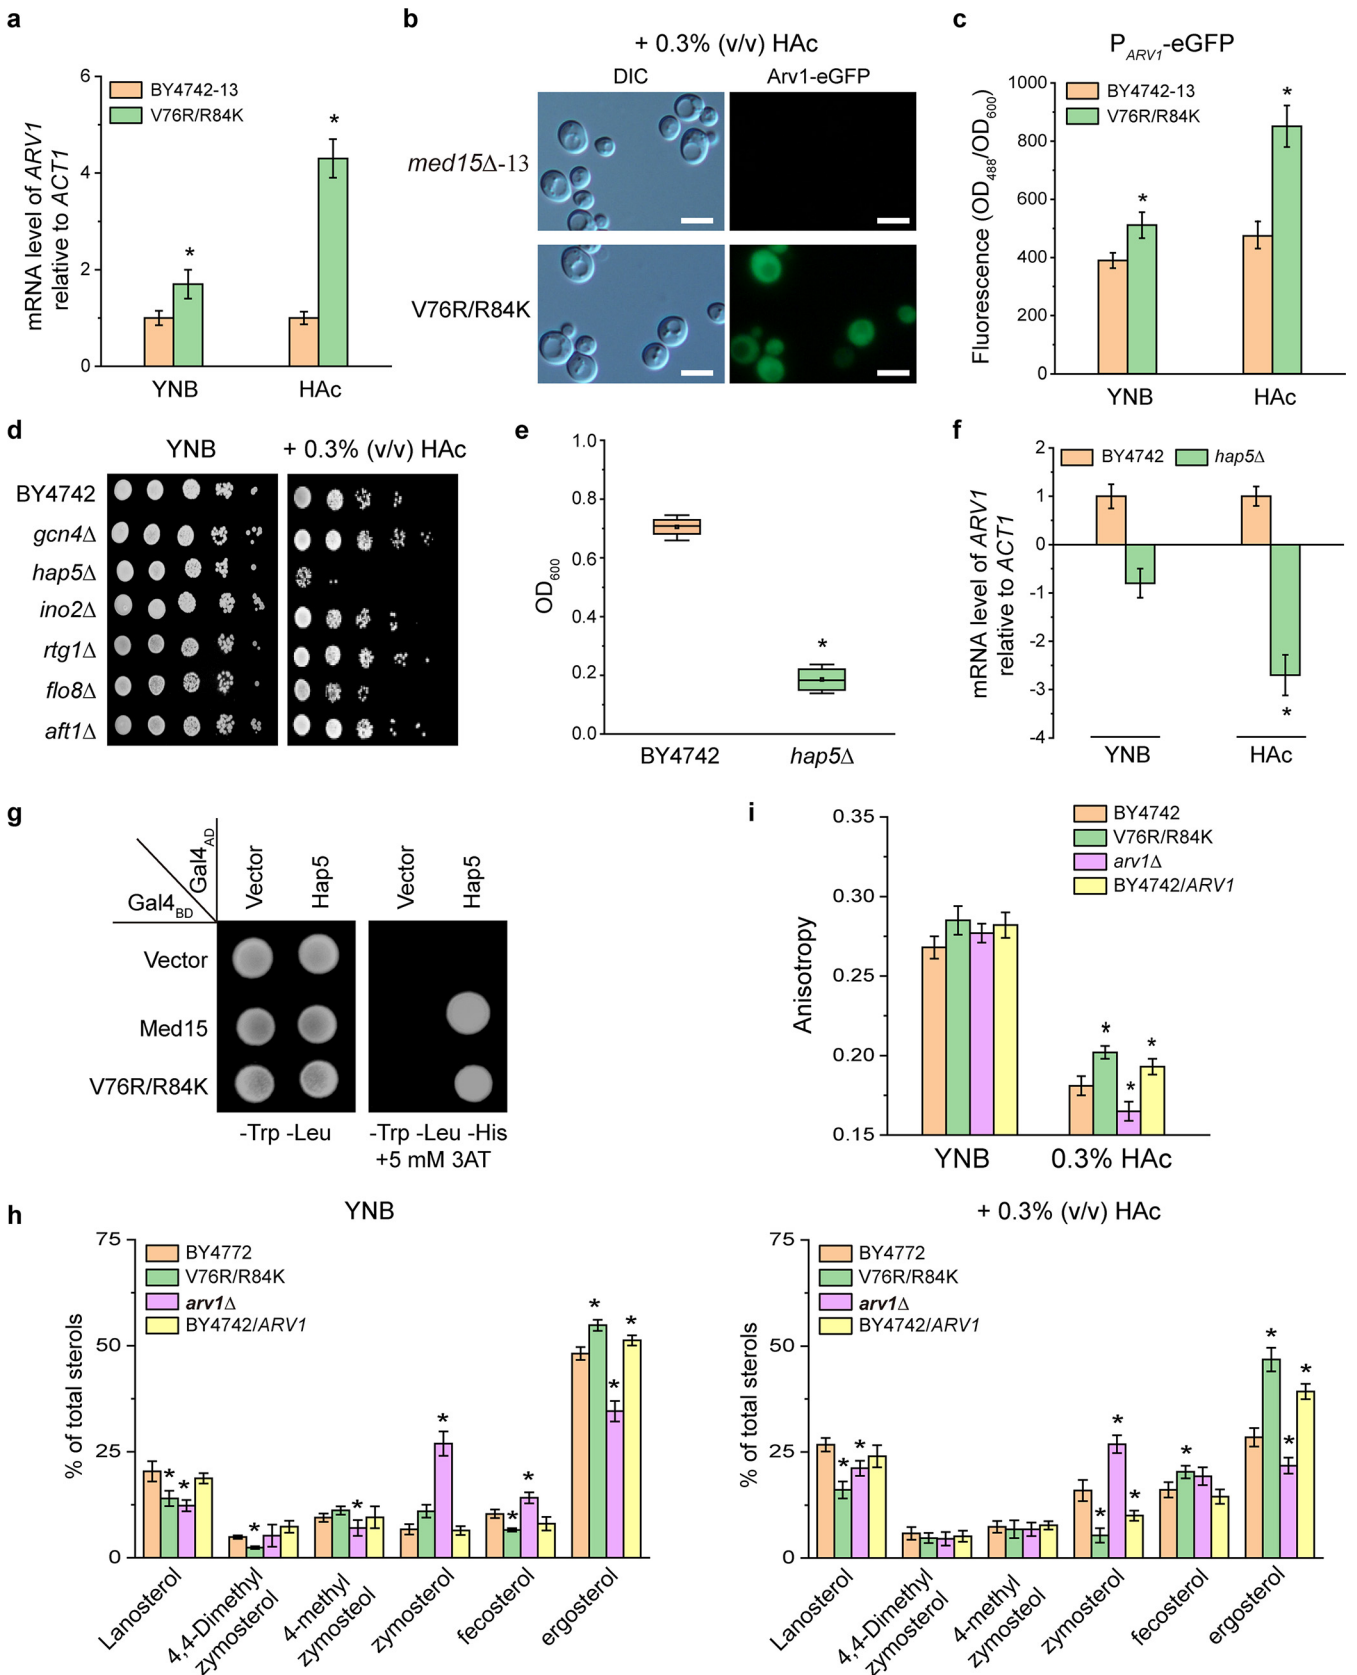 a
mRNA level of ARV1
relative to ACT1
6
4
2
0
BY4742-13
V76R/R84K
*
*
YNB
HAc
b
+ 0.3% (v/v) HAc
DIC
Arv1-eGFP
med15Δ-13
V76R/R84K
c
P_ARV1-eGFP
Fluorescence (OD488/OD600)
1000
800
600
400
200
0
BY4742-13
V76R/R84K
*
*
YNB
HAc
d
YNB
+ 0.3% (v/v) HAc
BY4742
gcn4Δ
hap5Δ
ino2Δ
rtg1Δ
flo8Δ
aft1Δ
e
OD600
1.0
0.8
0.6
0.4
0.2
0.0
*
BY4742
hap5Δ
f
mRNA level of ARV1
relative to ACT1
2
1
0
-1
-2
-3
-4
BY4742
hap5Δ
*
YNB
HAc
g
Gal4AD
Gal4BD
Vector
Hap5
Vector
Hap5
Vector
Med15
V76R/R84K
-Trp -Leu
-Trp -Leu -His
+5 mM 3AT
i
Anisotropy
0.35
0.30
0.25
0.20
0.15
BY4742
V76R/R84K
arv1Δ
BY4742/ARV1
*
*
*
YNB
0.3% HAc
h
YNB
% of total sterols
75
50
25
0
BY4772
V76R/R84K
arv1Δ
BY4742/ARV1
*
*
*
*
*
*
*
*
*
*
Lanosterol
4,4-Dimethyl
zymosterol
4-methyl
zymosteol
zymosterol
fecosterol
ergosterol
+ 0.3% (v/v) HAc
% of total sterols
75
50
25
0
BY4772
V76R/R84K
arv1Δ
BY4742/ARV1
*
*
*
*
*
*
*
*
*
Lanosterol
4,4-Dimethyl
zymosterol
4-methyl
zymosteol
zymosterol
fecosterol
ergosterol